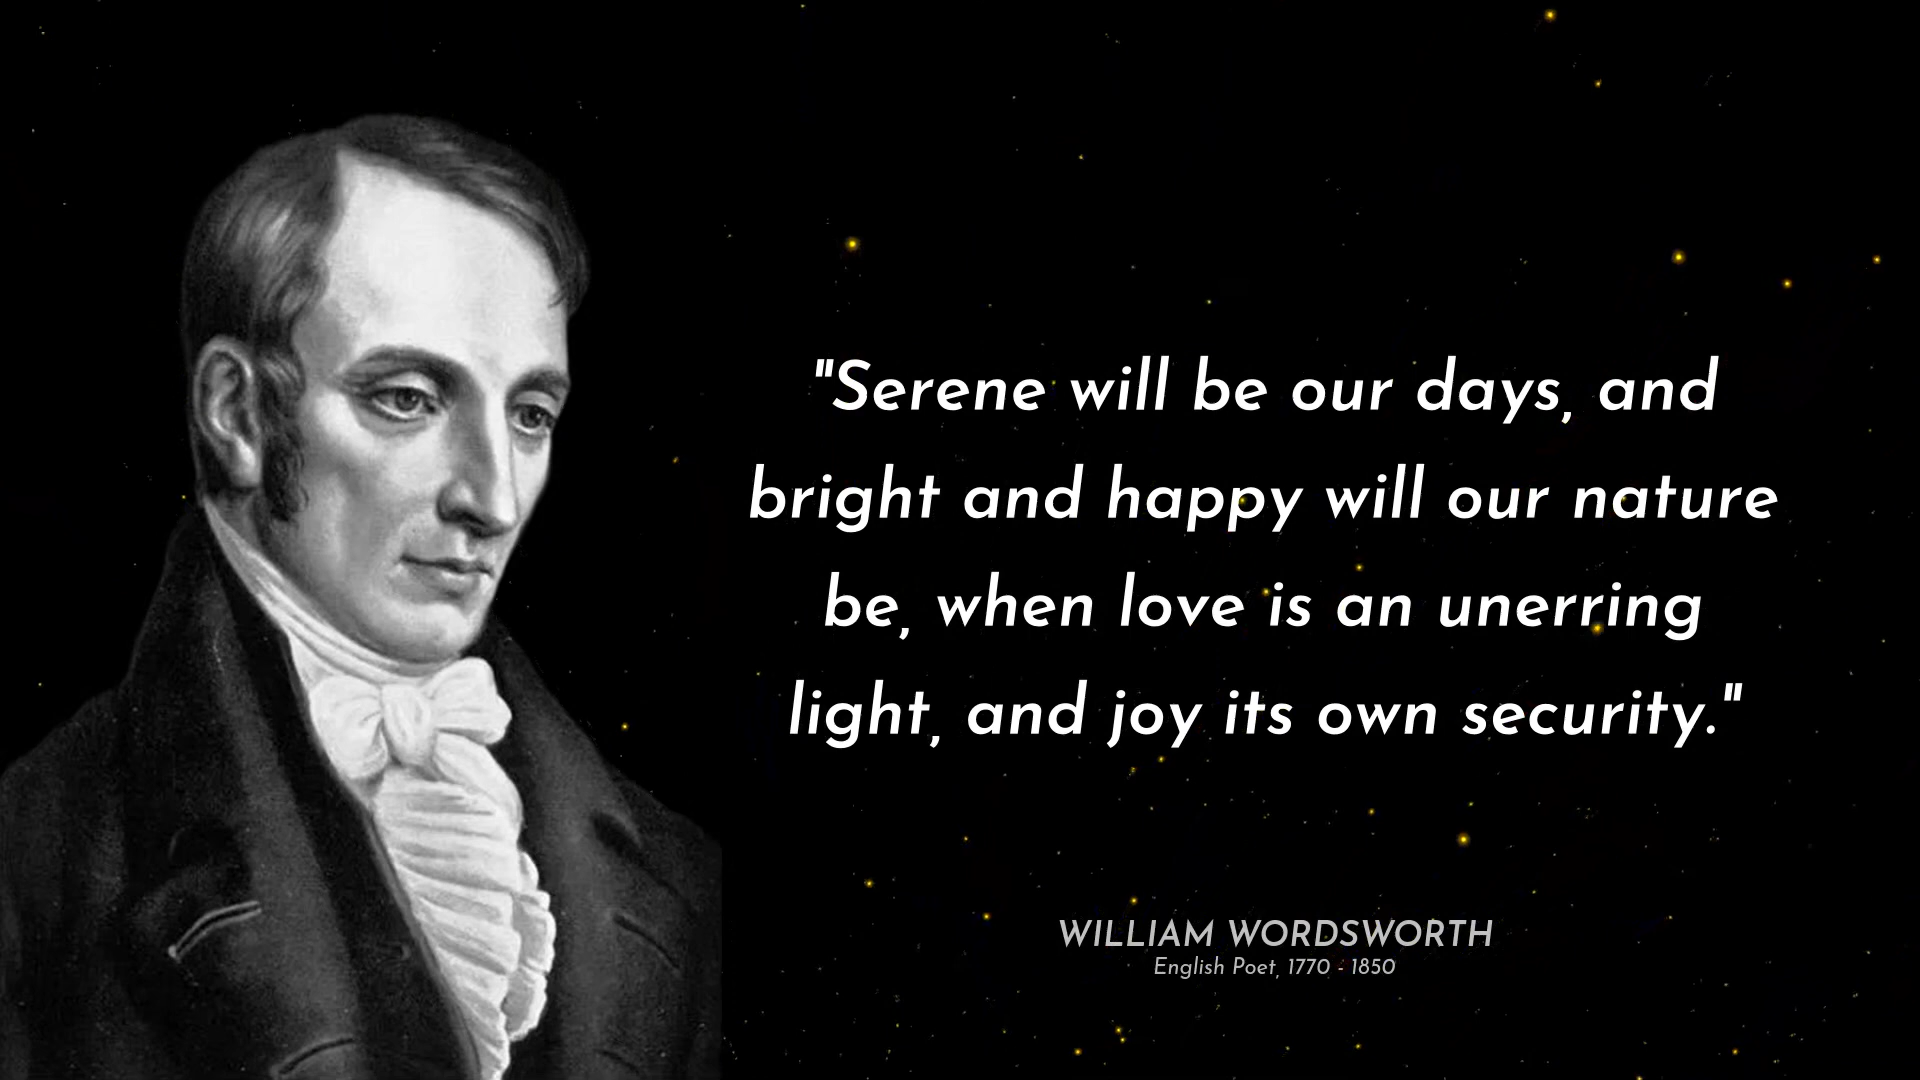 "Serene will be our days, and
bright and happy will our nature
be, when love is an unerring
light, and joy its own security."
WILLIAM WORDSWORTH
English Poet, 1770 - 1850